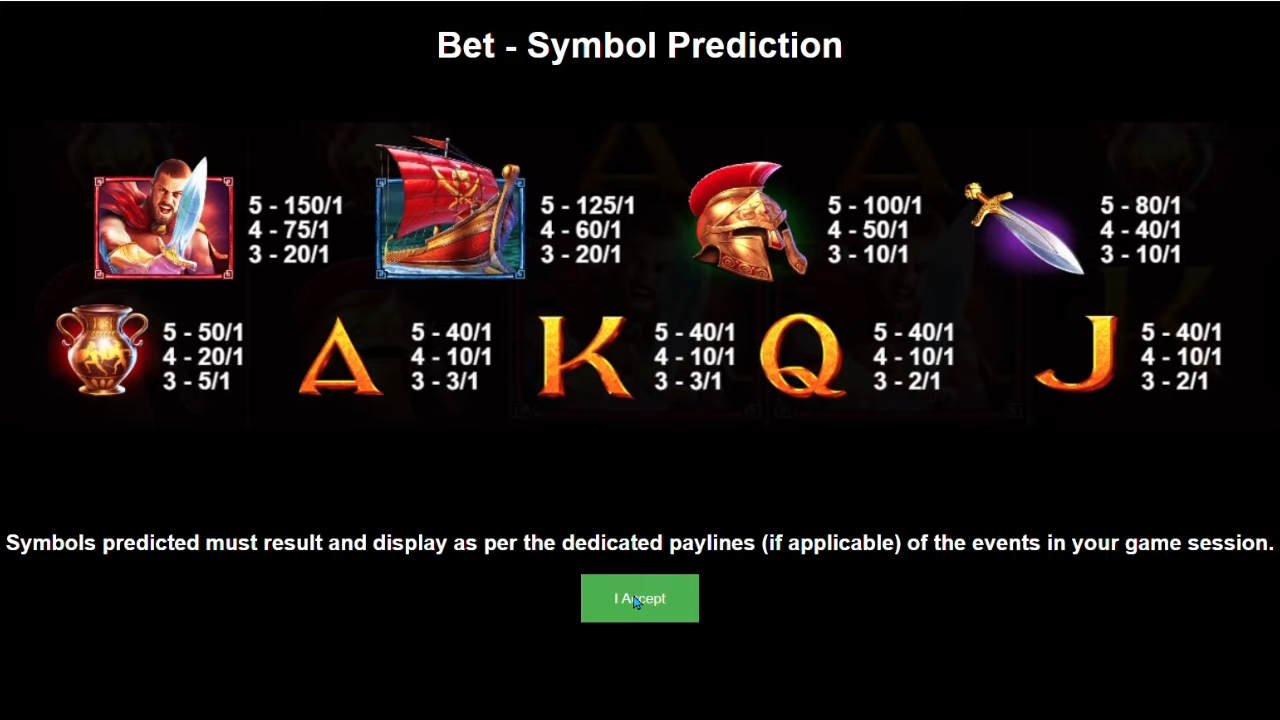 Bet - Symbol Prediction
5 - 150/1
4 - 75/1
3 - 20/1
5 - 125/1
4 - 60/1
3 - 20/1
5 - 100/1
4 - 50/1
3 - 10/1
5 - 80/1
4 - 40/1
3 - 10/1
5 - 50/1
4 - 20/1
3 - 5/1
A
5 - 40/1
4 - 10/1
3 - 3/1
K
5 - 40/1
4 - 10/1
3 - 3/1
Q
5 - 40/1
4 - 10/1
3 - 2/1
J
5 - 40/1
4 - 10/1
3 - 2/1
Symbols predicted must result and display as per the dedicated paylines (if applicable) of the events in your game session.
I Accept